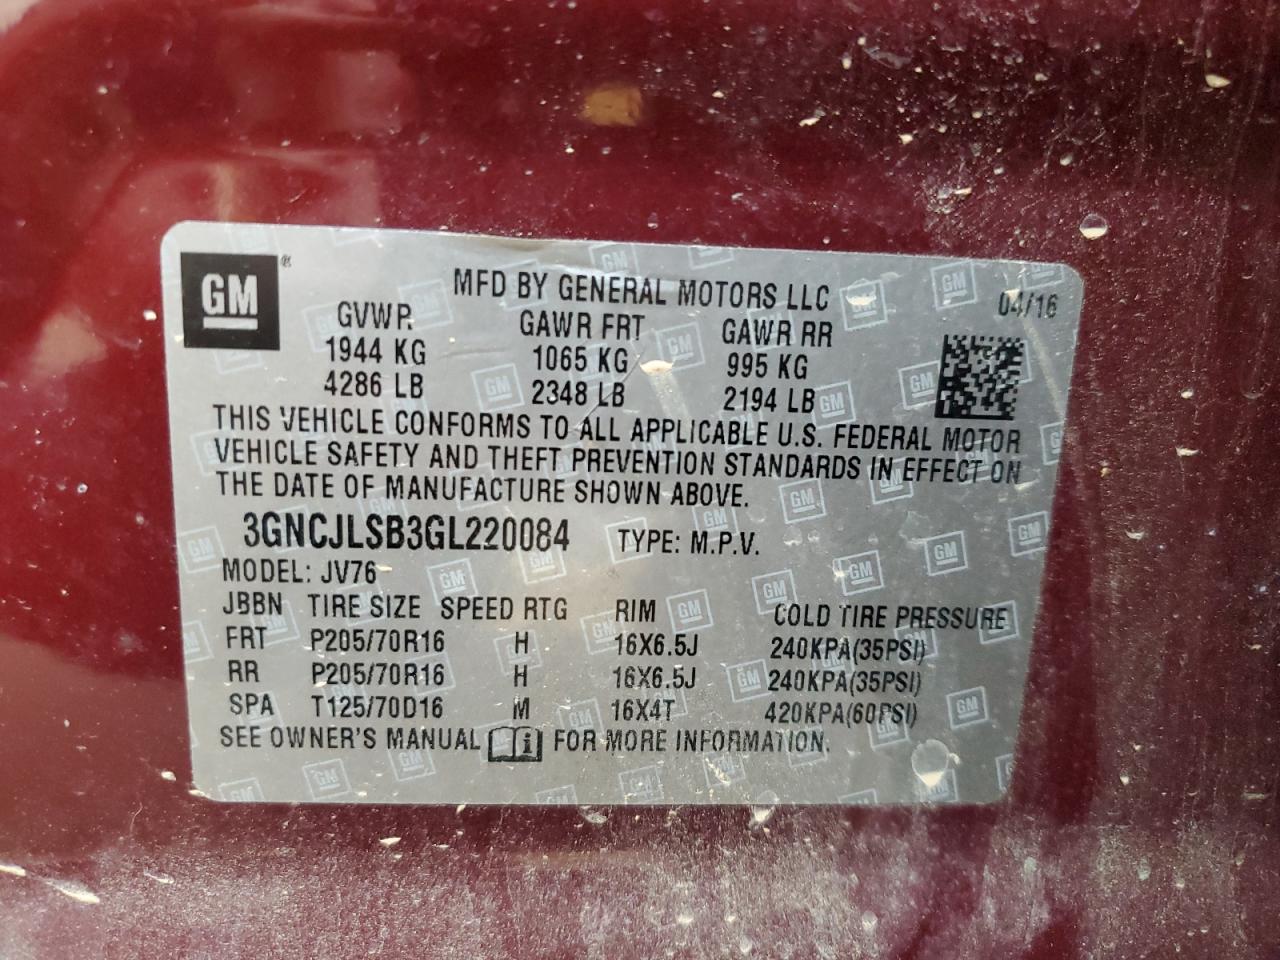 GM®
MFD BY GENERAL MOTORS LLC 04/16
GVWR GAWR FRT GAWR RR
1944 KG 1065 KG 995 KG
4286 LB 2348 LB 2194 LB
THIS VEHICLE CONFORMS TO ALL APPLICABLE U.S. FEDERAL MOTOR
VEHICLE SAFETY AND THEFT PREVENTION STANDARDS IN EFFECT ON
THE DATE OF MANUFACTURE SHOWN ABOVE.
3GNCJLSB3GL220084 TYPE: M.P.V.
MODEL: JV76
JBBN TIRE SIZE SPEED RTG RIM COLD TIRE PRESSURE
FRT P205/70R16 H 16X6.5J 240KPA(35PSI)
RR P205/70R16 H 16X6.5J 240KPA(35PSI)
SPA T125/70D16 M 16X4T 420KPA(60PSI)
SEE OWNER'S MANUAL i FOR MORE INFORMATION.